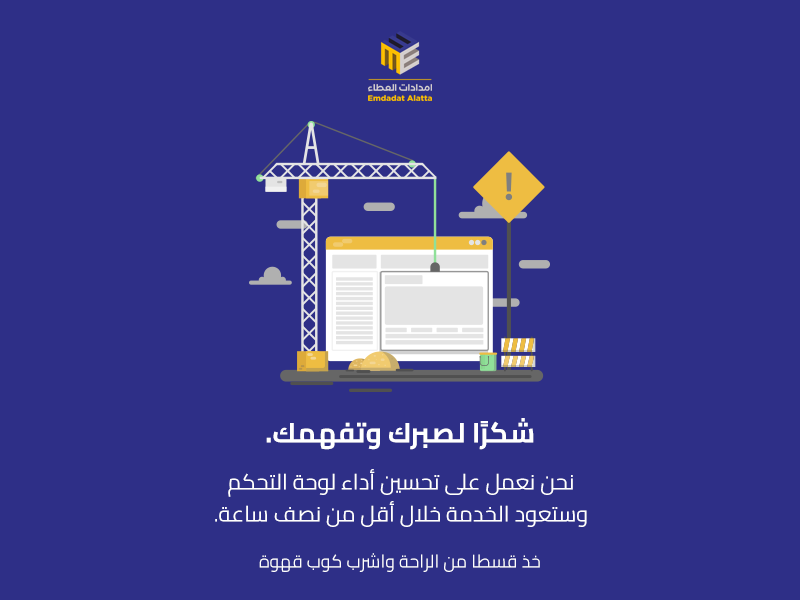 امدادات العطاء
Emdadat Alatta
شكرًا لصبرك وتفهمك.
نحن نعمل على تحسين أداء لوحة التحكم
وستعود الخدمة خلال أقل من نصف ساعة.
خذ قسطا من الراحة واشرب كوب قهوة